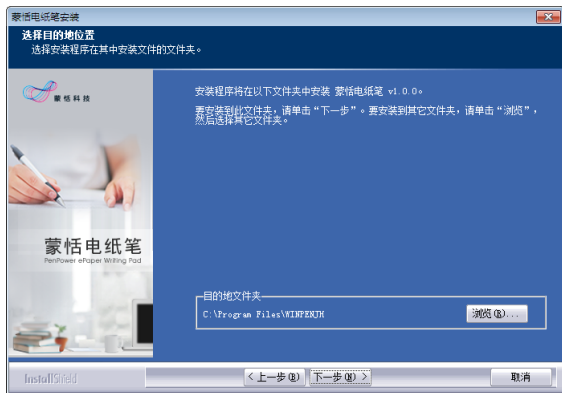 蒙恬电纸笔安装
选择目的地位置
选择安装程序在其中安装文件的文件夹。
蒙恬科技
安装程序将在以下文件夹中安装 蒙恬电纸笔 v1.0.0。
要安装到此文件夹，请单击“下一步”。要安装到其它文件夹，请单击“浏览”，
然后选择其它文件夹。
蒙恬电纸笔
PenPower ePaper Writing Pad
目的地文件夹
C:\Program Files\WINPENJH
浏览(R)...
InstallShield
< 上一步(B)
下一步(N) >
取消